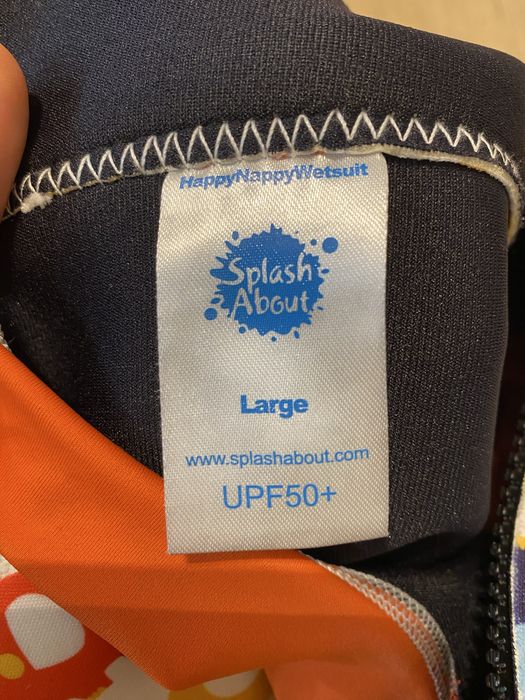 HappyNappyWetsuit
Splash
About
Large
www.splashabout.com
UPF50+